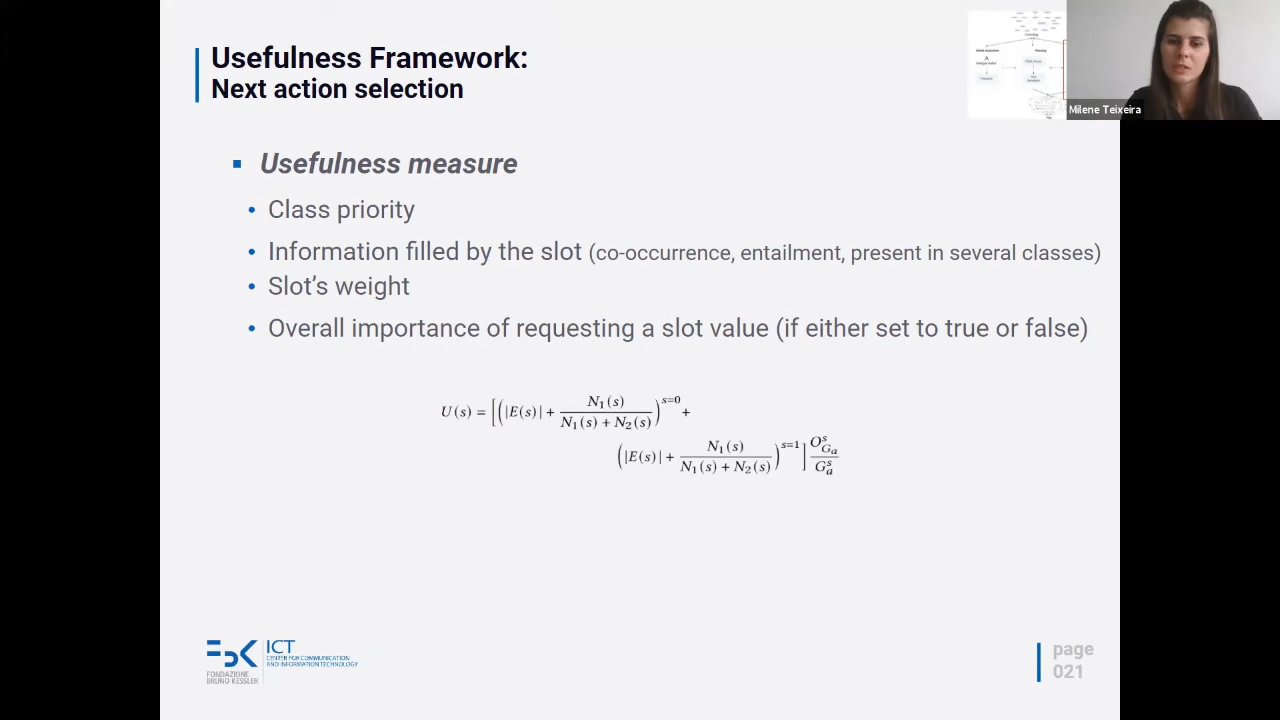 Usefulness Framework:
Next action selection
Milene Teixeira
▪ Usefulness measure
• Class priority
• Information filled by the slot (co-occurrence, entailment, present in several classes)
• Slot's weight
• Overall importance of requesting a slot value (if either set to true or false)
U(s) = [(|E(s)| + N₁(s) / (N₁(s) + N₂(s)))^{s=0} +
(|E(s)| + N₁(s) / (N₁(s) + N₂(s)))^{s=1}] O^s_{G_a} / G^s_a
FBK
ICT
CENTER FOR COMMUNICATION
AND INFORMATION TECHNOLOGY
FONDAZIONE
BRUNO KESSLER
page
021